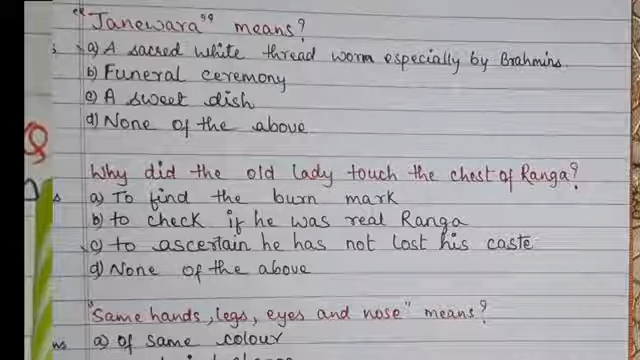 "Janewara" means?
a) A sacred white thread worm especially by Brahmins.
b) Funeral ceremony
c) A sweet dish
d) None of the above
Why did the old lady touch the chest of Ranga?
a) To find the burn mark
b) to check if he was real Ranga
c) to ascertain he has not lost his caste
d) None of the above
"Same hands, legs, eyes and nose" means?
a) of same colour